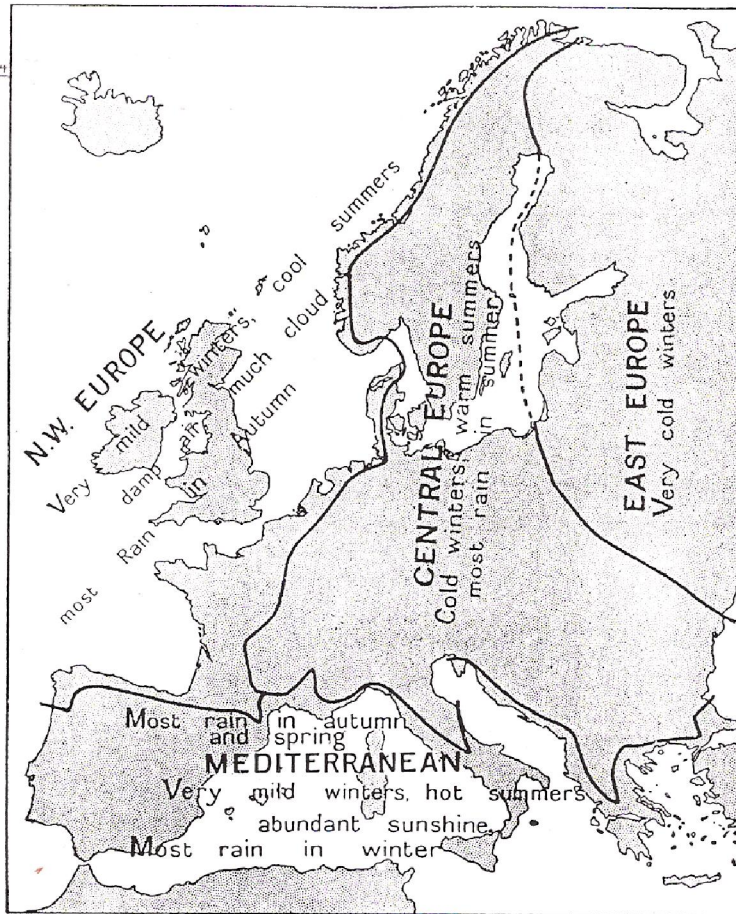 N.W. EUROPE
Very mild winters, cool summers
damp air, much cloud
most Rain in Autumn
CENTRAL EUROPE
Cold winters, warm summers
most rain in summer
EAST EUROPE
Very cold winters
Most rain in autumn
and spring
MEDITERRANEAN
Very mild winters, hot summers
abundant sunshine
Most rain in winter